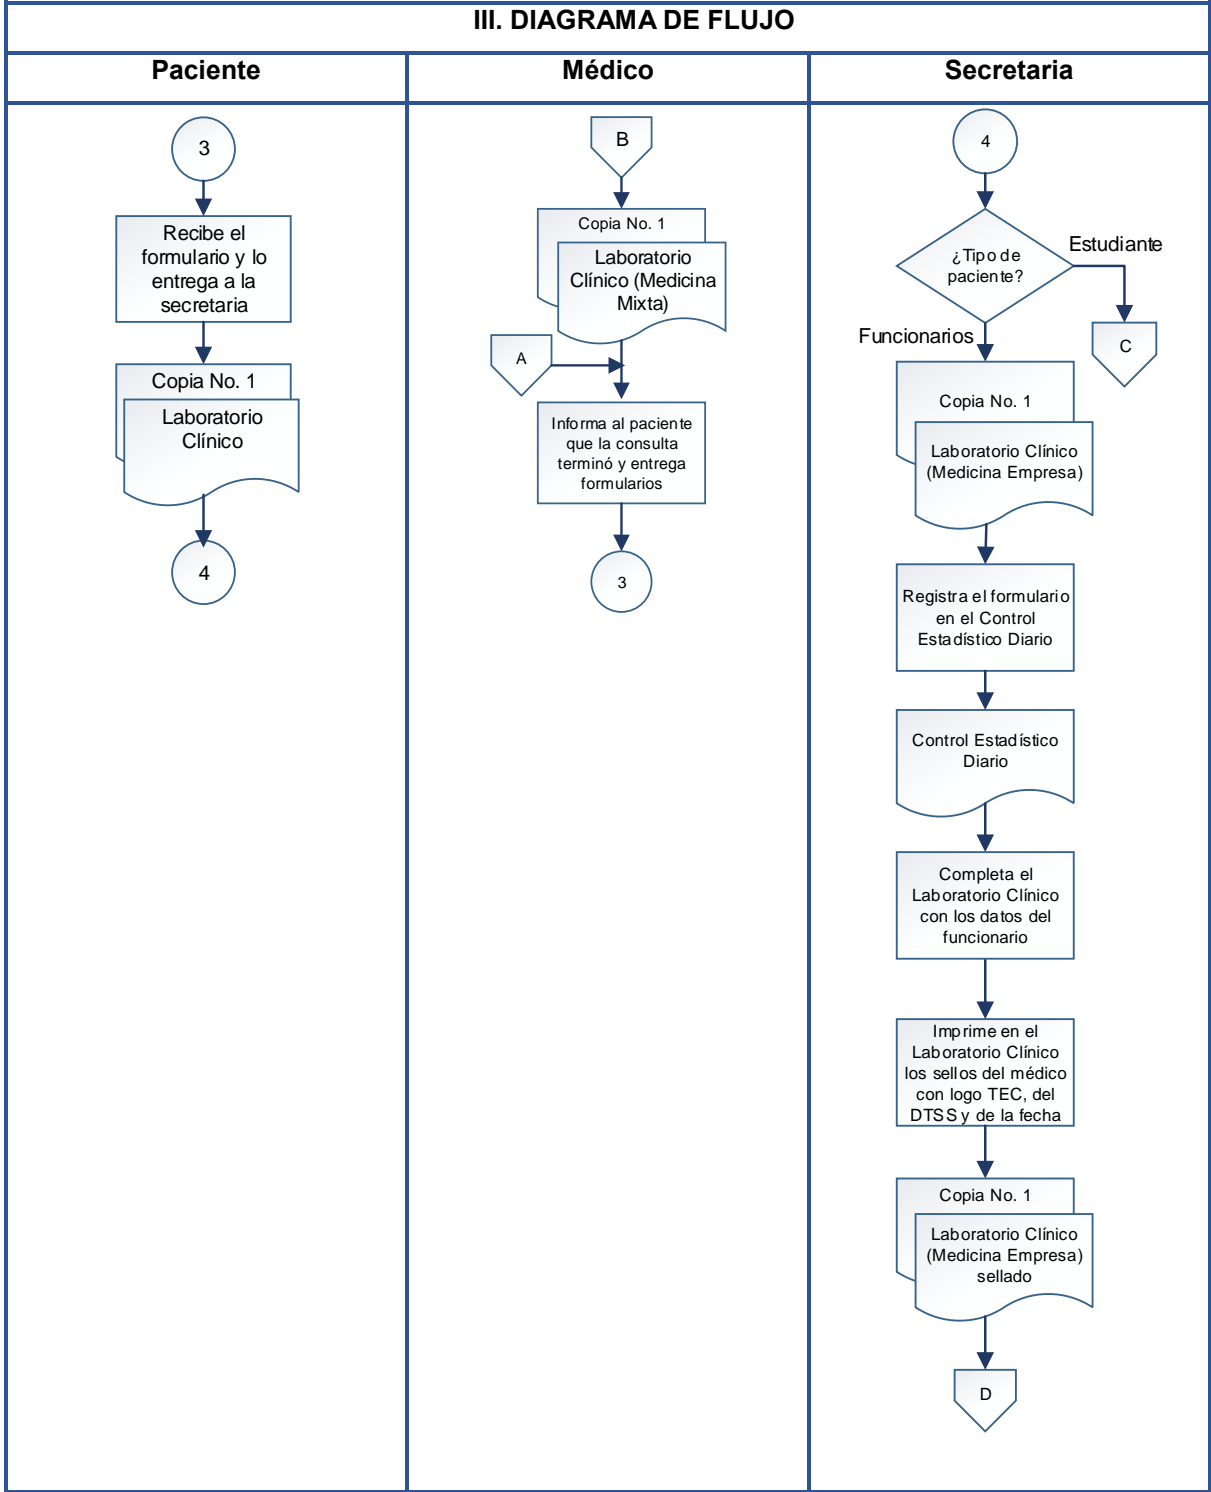 III. DIAGRAMA DE FLUJO
Paciente
Médico
Secretaria
3
Recibe el
formulario y lo
entrega a la
secretaria
Copia No. 1
Laboratorio
Clínico
4
B
Copia No. 1
Laboratorio
Clínico (Medicina
Mixta)
A
Informa al paciente
que la consulta
terminó y entrega
formularios
3
4
¿Tipo de
paciente?
Estudiante
C
Funcionarios
Copia No. 1
Laboratorio Clínico
(Medicina Empresa)
Registra el formulario
en el Control
Estadístico Diario
Control Estadístico
Diario
Completa el
Laboratorio Clínico
con los datos del
funcionario
Imprime en el
Laboratorio Clínico
los sellos del médico
con logo TEC, del
DTSS y de la fecha
Copia No. 1
Laboratorio Clínico
(Medicina Empresa)
sellado
D